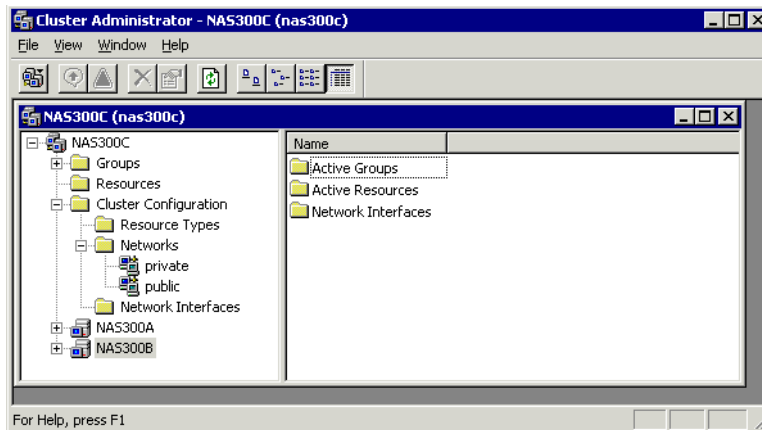 Cluster Administrator - NAS300C (nas300c)
File View Window Help
NAS300C (nas300c)
NAS300C
Groups
Resources
Cluster Configuration
Resource Types
Networks
private
public
Network Interfaces
NAS300A
NAS300B
Name
Active Groups
Active Resources
Network Interfaces
For Help, press F1